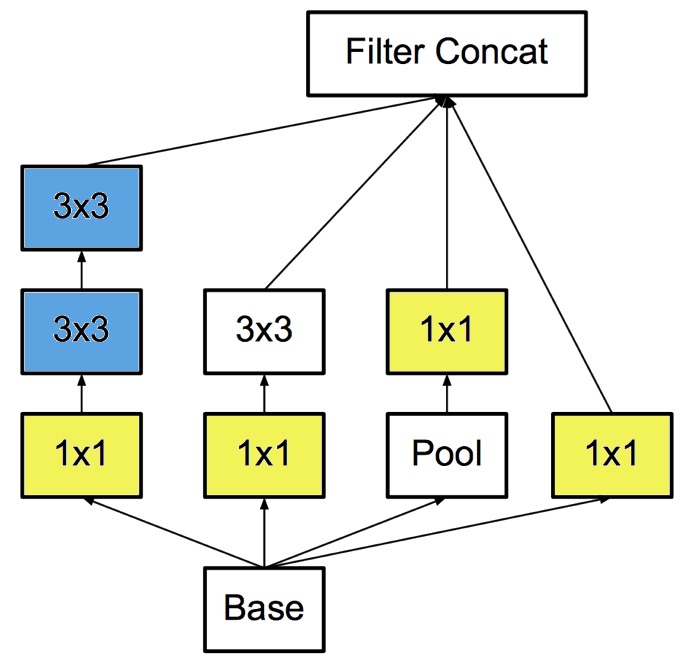 Filter Concat
3x3
3x3
3x3
1x1
1x1
1x1
Pool
1x1
Base